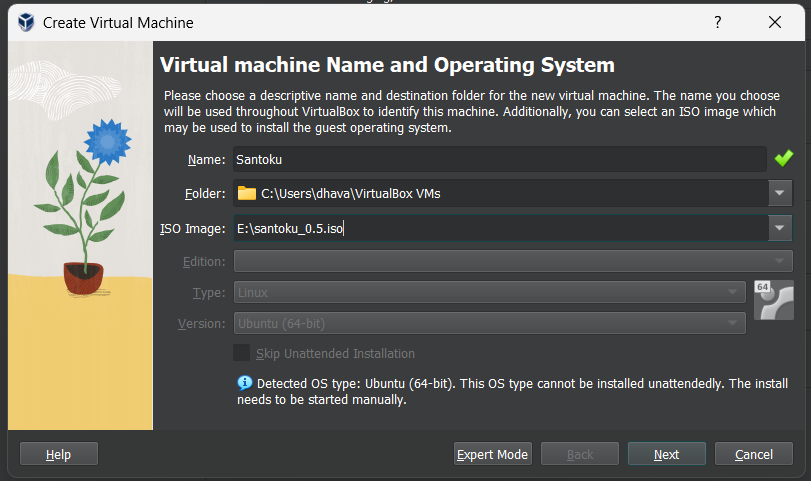 Create Virtual Machine
?
Virtual machine Name and Operating System
Please choose a descriptive name and destination folder for the new virtual machine. The name you choose
will be used throughout VirtualBox to identify this machine. Additionally, you can select an ISO image which
may be used to install the guest operating system.
Name: Santoku
Folder: C:\Users\dhava\VirtualBox VMs
ISO Image: E:\santoku_0.5.iso
Edition:
Type: Linux
64
Version: Ubuntu (64-bit)
Skip Unattended Installation
Detected OS type: Ubuntu (64-bit). This OS type cannot be installed unattendedly. The install
needs to be started manually.
Help Expert Mode Back Next Cancel